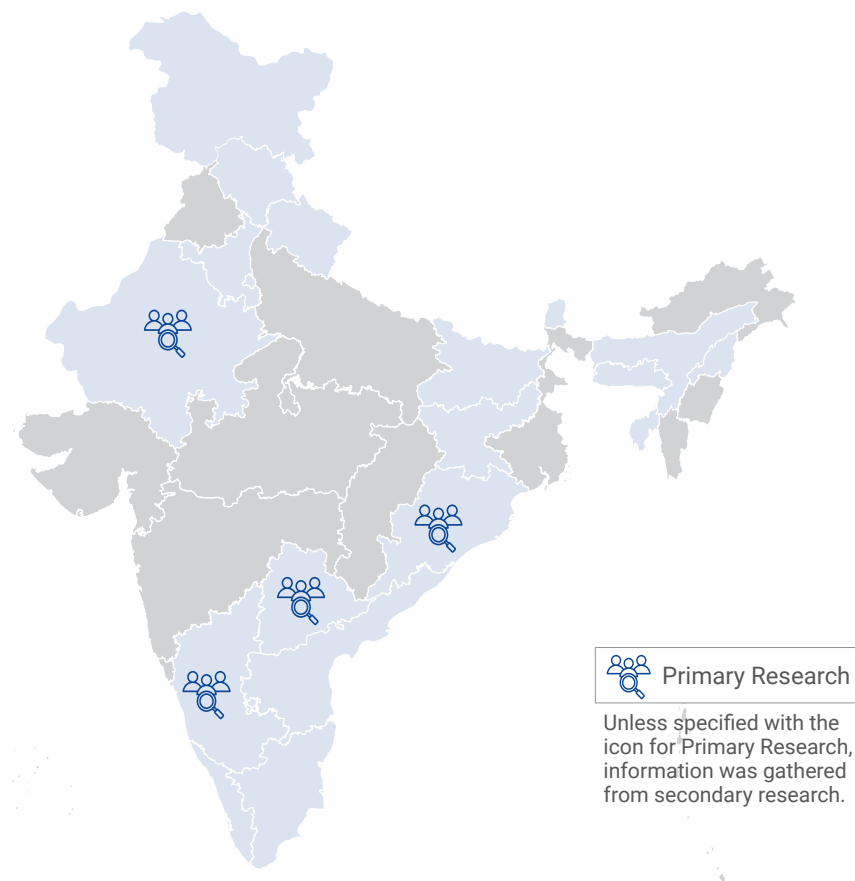 Primary Research
Unless specified with the
icon for Primary Research,
information was gathered
from secondary research.